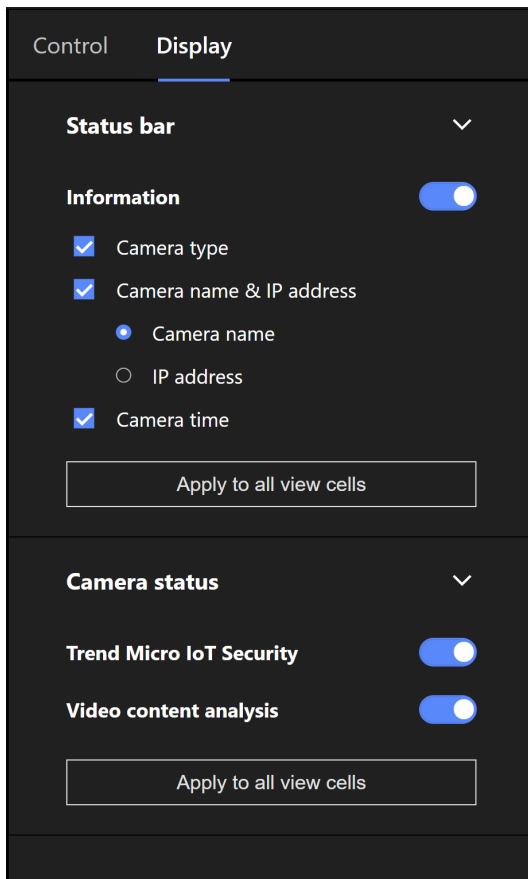 Control Display
Status bar
Information
Camera type
Camera name & IP address
Camera name
IP address
Camera time
Apply to all view cells
Camera status
Trend Micro IoT Security
Video content analysis
Apply to all view cells